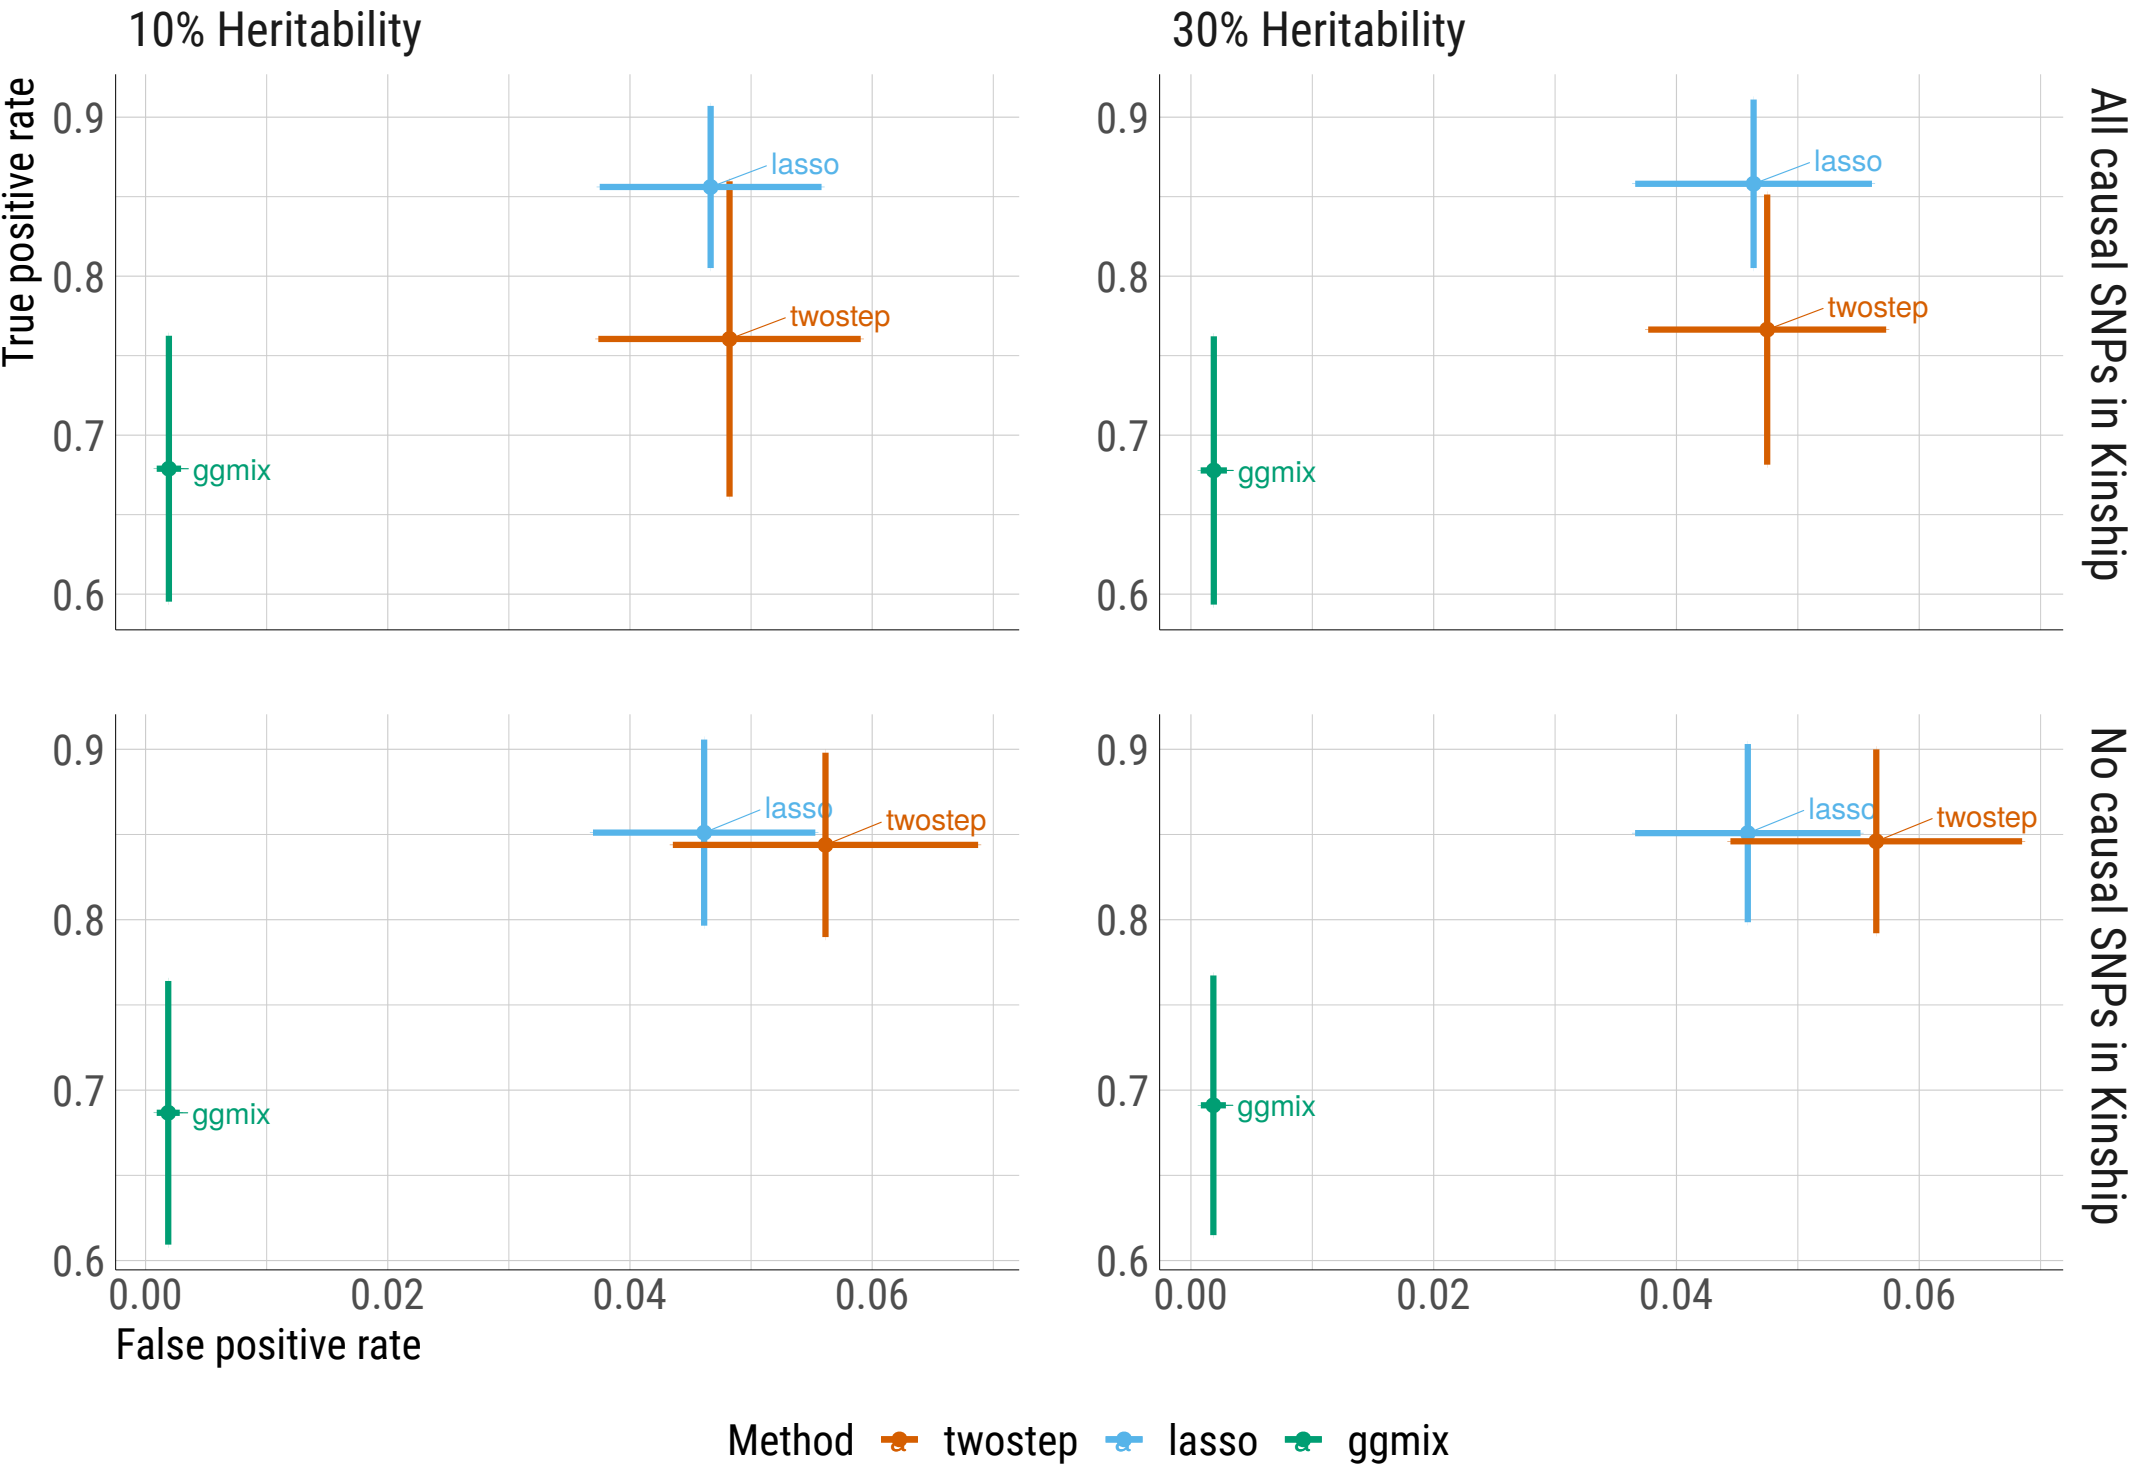 10% Heritability
30% Heritability
True positive rate
0.9
0.8
0.7
0.6
lasso
twostep
ggmix
0.9
0.8
0.7
0.6
lasso
twostep
ggmix
All causal SNPs in Kinship
0.9
0.8
0.7
0.6
lasso
twostep
ggmix
0.00
0.02
0.04
0.06
0.9
0.8
0.7
0.6
lasso
twostep
ggmix
0.00
0.02
0.04
0.06
No causal SNPs in Kinship
False positive rate
Method a twostep a lasso a ggmix